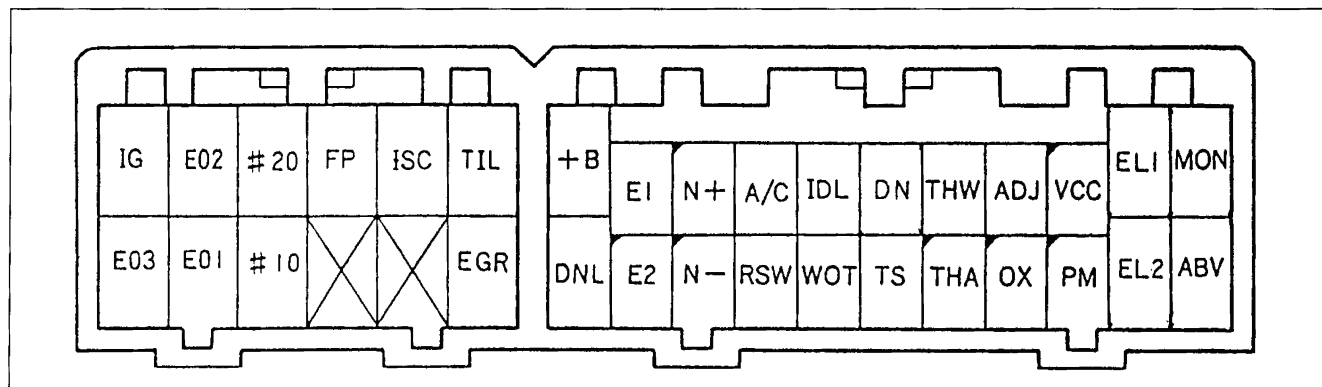 IG E02 #20 FP ISC TIL +B E1 N+ A/C IDL DN THW ADJ VCC EL1 MON
E03 E01 #10 EGR DNL E2 N- RSW WOT TS THA OX PM EL2 ABV